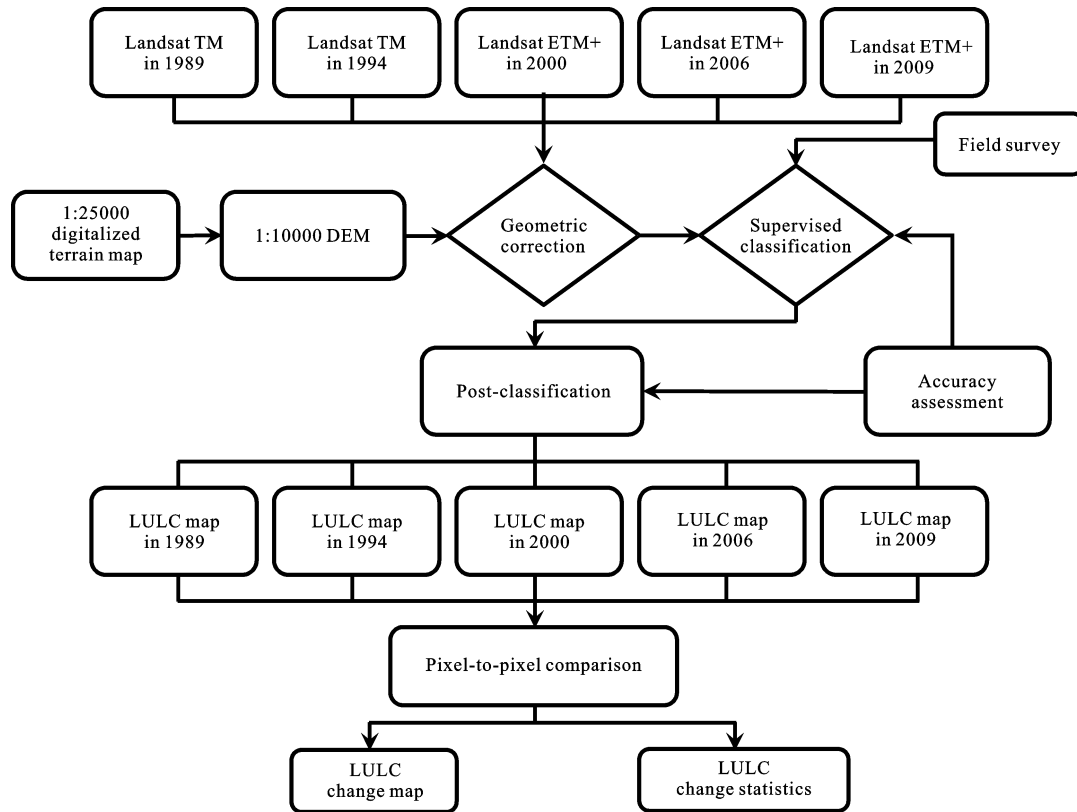 Landsat TM
in 1989
Landsat TM
in 1994
Landsat ETM+
in 2000
Landsat ETM+
in 2006
Landsat ETM+
in 2009
Field survey
1:25000
digitalized
terrain map
1:10000 DEM
Geometric
correction
Supervised
classification
Post-classification
Accuracy
assessment
LULC map
in 1989
LULC map
in 1994
LULC map
in 2000
LULC map
in 2006
LULC map
in 2009
Pixel-to-pixel comparison
LULC
change map
LULC
change statistics